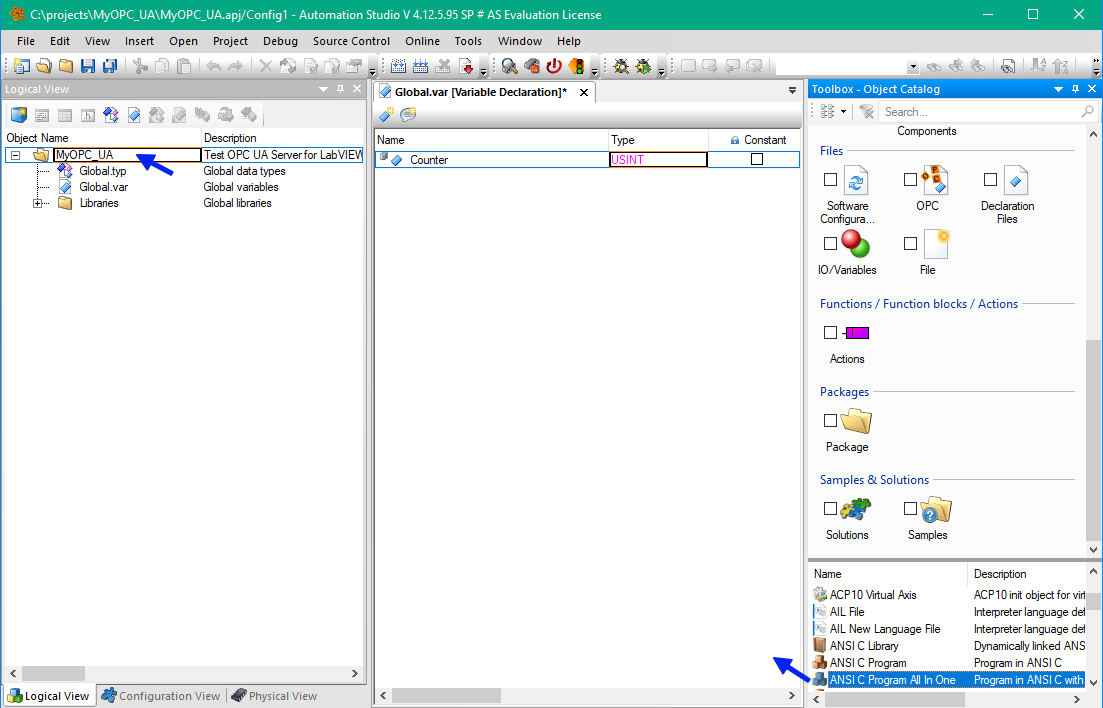 C:\projects\MyOPC_UA\MyOPC_UA.apj/Config1 - Automation Studio V 4.12.5.95 SP # AS Evaluation License
File Edit View Insert Open Project Debug Source Control Online Tools Window Help
Logical View
Object Name Description
MyOPC_UA Test OPC UA Server for LabVIEW
Global.typ Global data types
Global.var Global variables
Libraries Global libraries
Logical View Configuration View Physical View
Global.var [Variable Declaration]*
Name Type Constant
Counter USINT
Toolbox - Object Catalog
Search...
Components
Files
Software Configura...
OPC
Declaration Files
IO/Variables
File
Functions / Function blocks / Actions
Actions
Packages
Package
Samples & Solutions
Solutions
Samples
Name Description
ACP10 Virtual Axis ACP10 init object for virt
AIL File Interpreter language def
AIL New Language File Interpreter language def
ANSI C Library Dynamically linked ANS
ANSI C Program Program in ANSI C
ANSI C Program All In One Program in ANSI C with